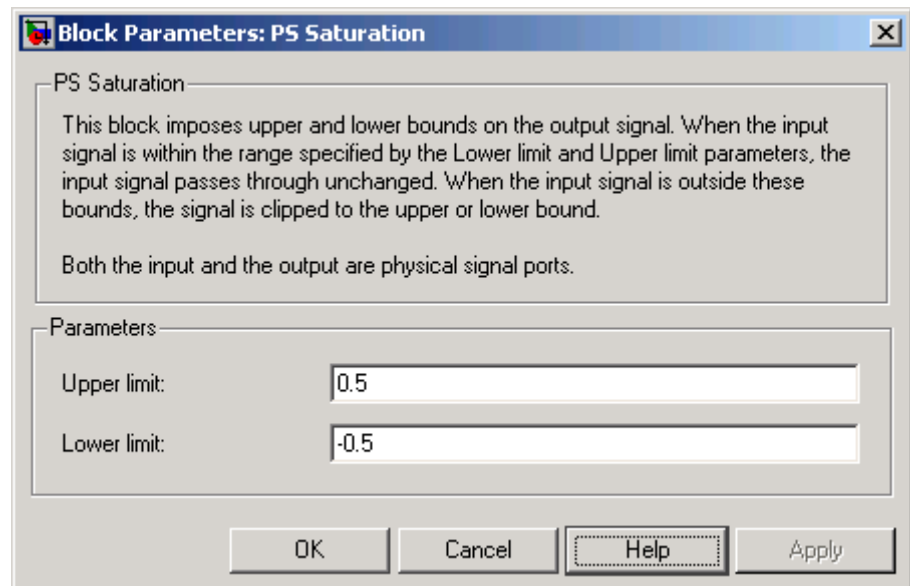 Block Parameters: PS Saturation
PS Saturation
This block imposes upper and lower bounds on the output signal. When the input
signal is within the range specified by the Lower limit and Upper limit parameters, the
input signal passes through unchanged. When the input signal is outside these
bounds, the signal is clipped to the upper or lower bound.
Both the input and the output are physical signal ports.
Parameters
Upper limit: 0.5
Lower limit: -0.5
OK Cancel Help Apply